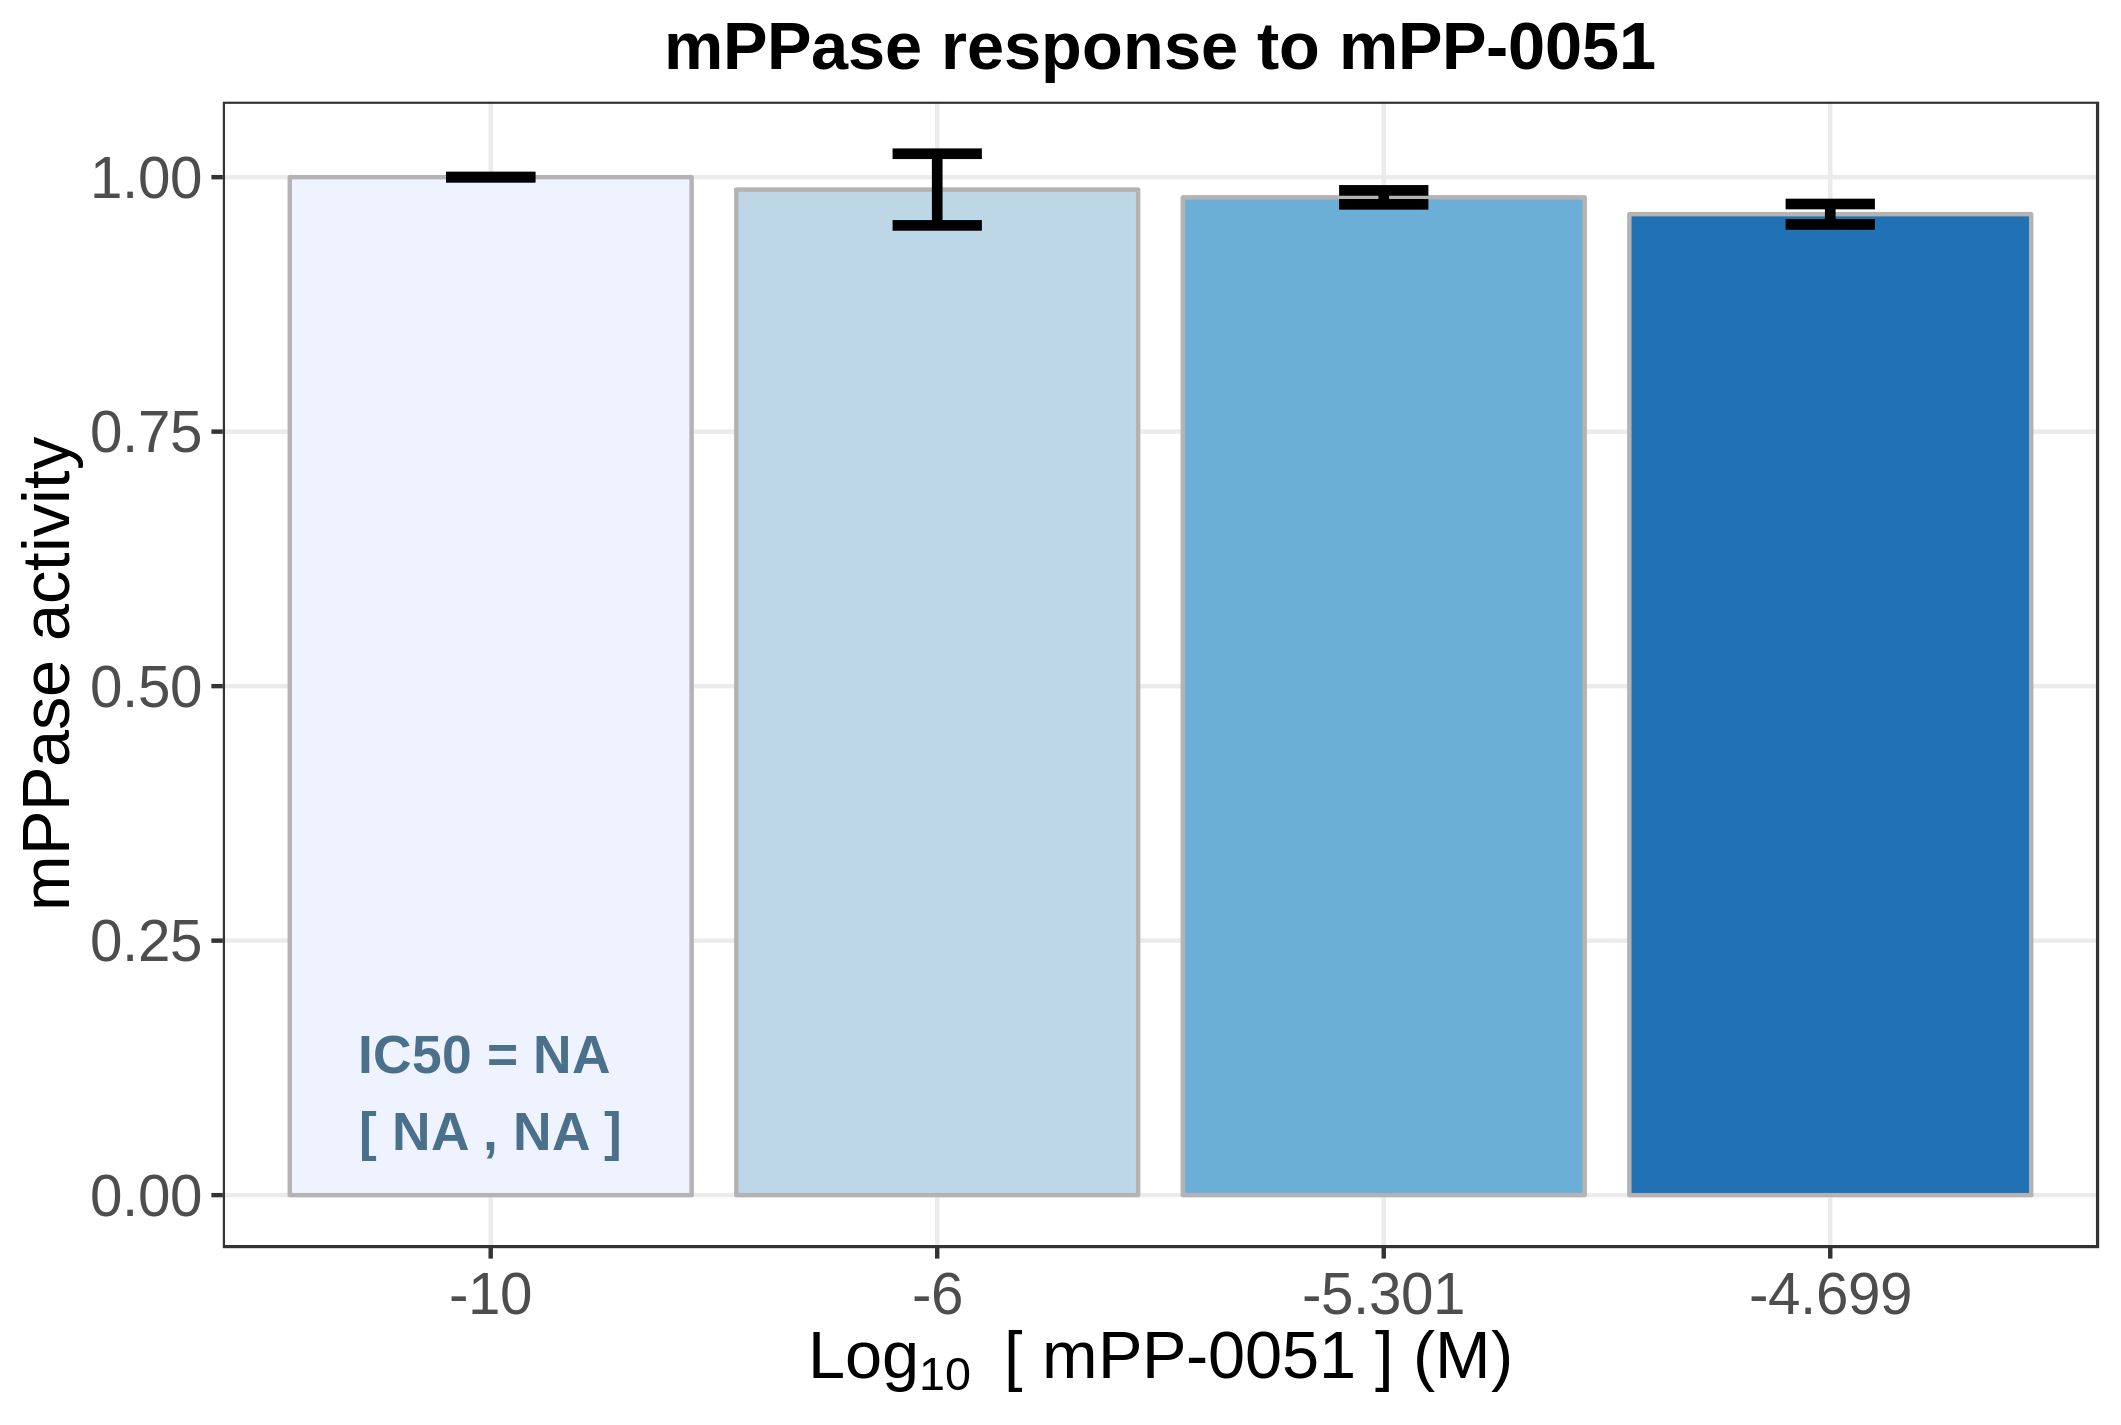 mPPase response to mPP-0051
mPPase activity
1.00
0.75
0.50
0.25
0.00
IC50 = NA
[ NA , NA ]
-10
-6
-5.301
-4.699
Log₁₀ [ mPP-0051 ] (M)